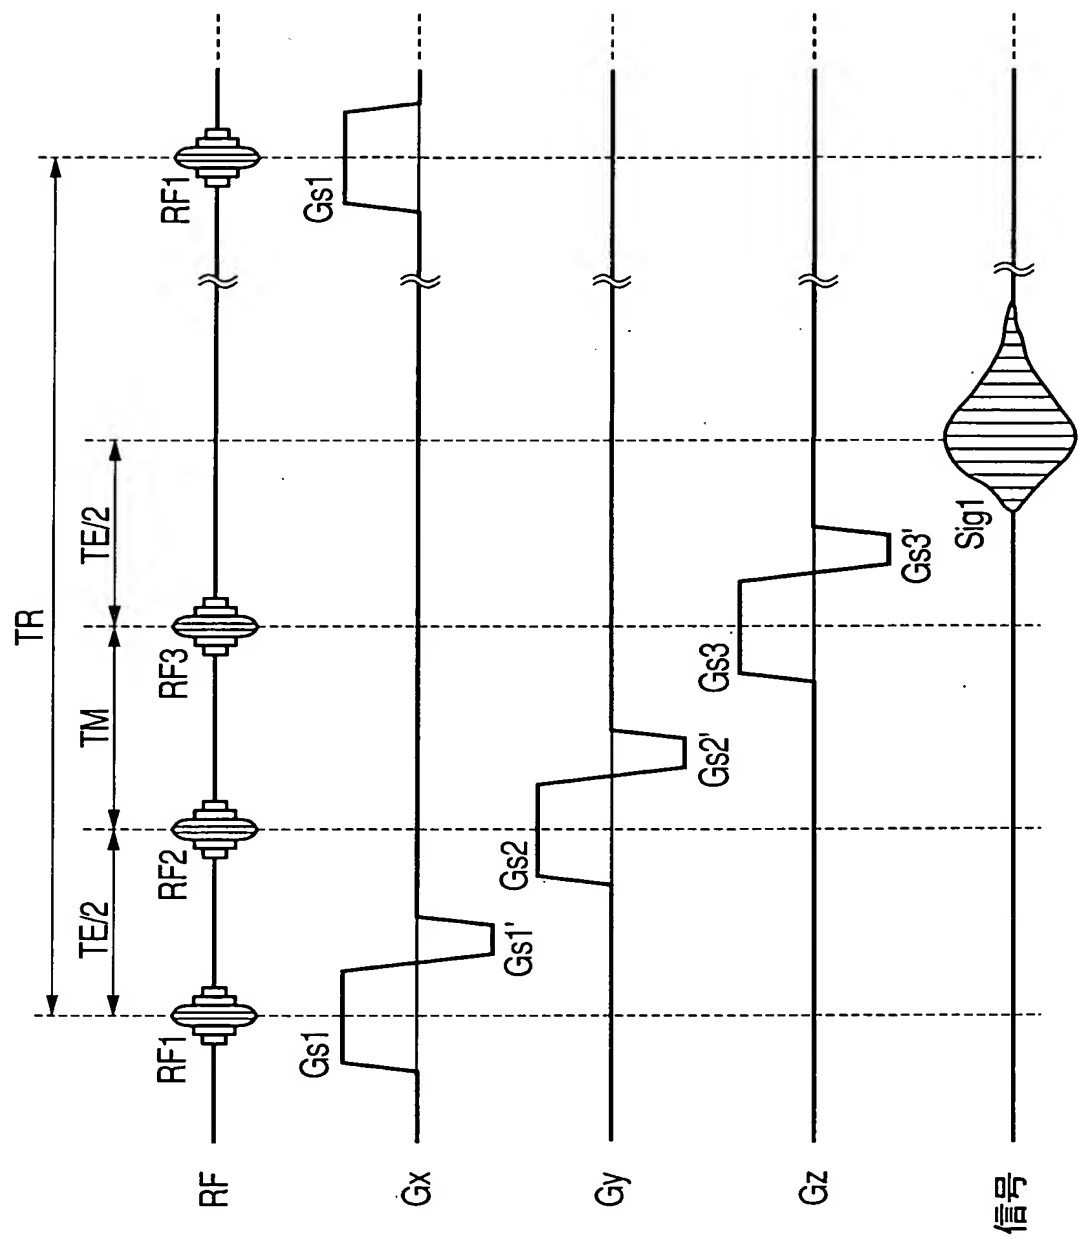 TR
TE/2
TM
TE/2
RF
RF1
RF2
RF3
RF1
Gx
Gs1
Gs1'
Gs1
Gy
Gs2
Gs2'
Gz
Gs3
Gs3'
信号
Sig1